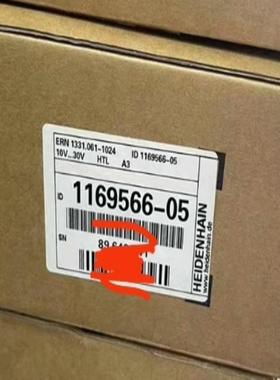 ERN 1331.061-1024 ID 1169566-05
10V...30V HTL A3
ID 1169566-05
SN
HEIDENHAIN
www.heidenhain.de